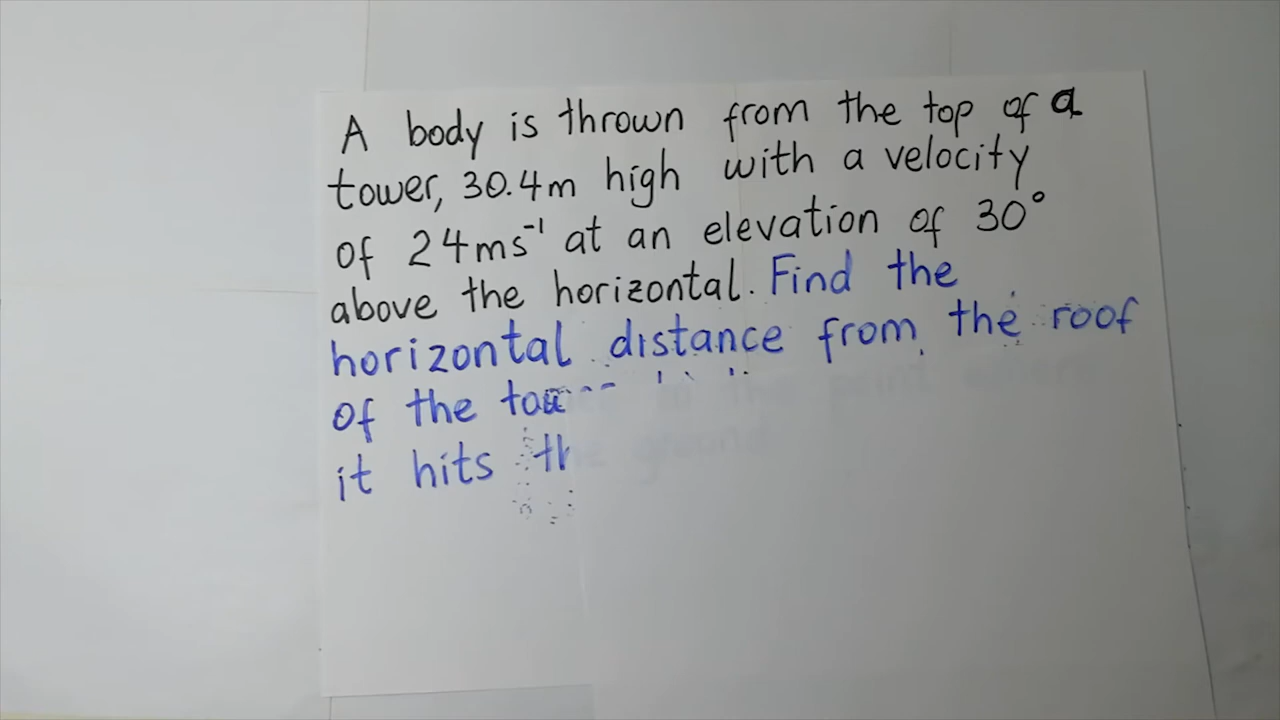 A body is thrown from the top of a
tower, 30.4m high with a velocity
of 24ms⁻¹ at an elevation of 30°
above the horizontal. Find the
horizontal distance from the roof
of the
it hits